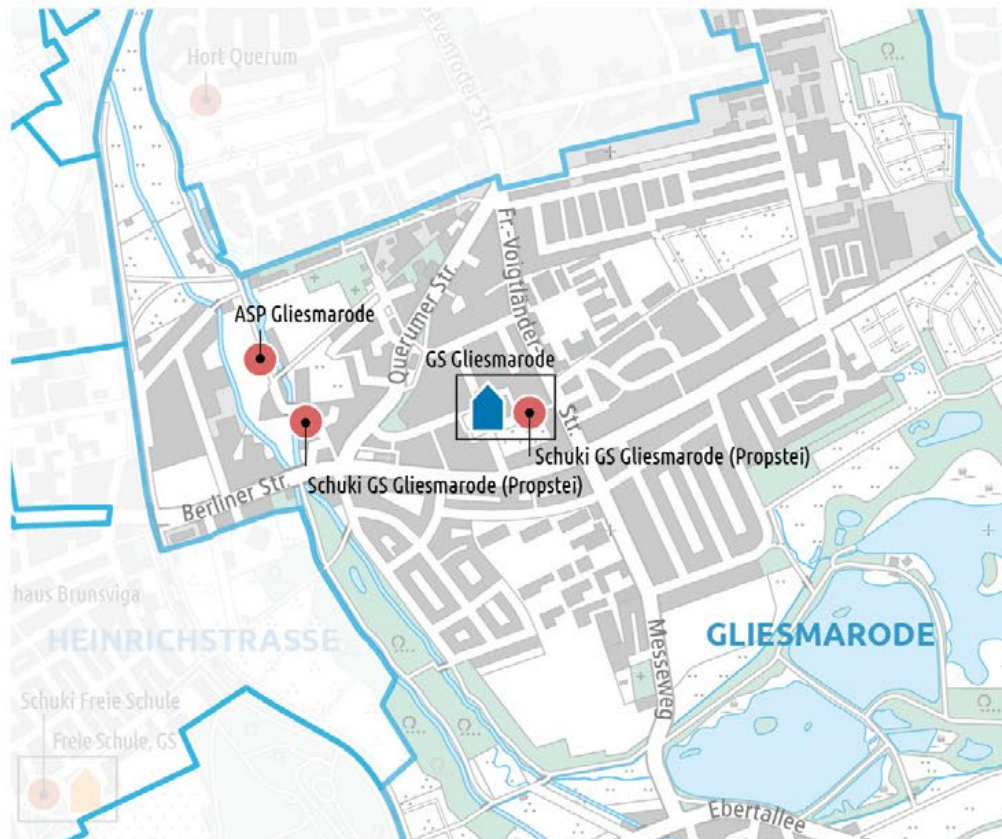 Hort Querum
Bevenroder Str.
ASP Gliesmarode
Querumer Str.
Fr.-Voigtländer-
Str.
GS Gliesmarode
Schuki GS Gliesmarode (Propstei)
Schuki GS Gliesmarode (Propstei)
Berliner Str.
haus Brunsviga
HEINRICHSTRASSE
GLIESMARODE
Messeweg
Schuki Freie Schule
Freie Schule, GS
Ebertallee